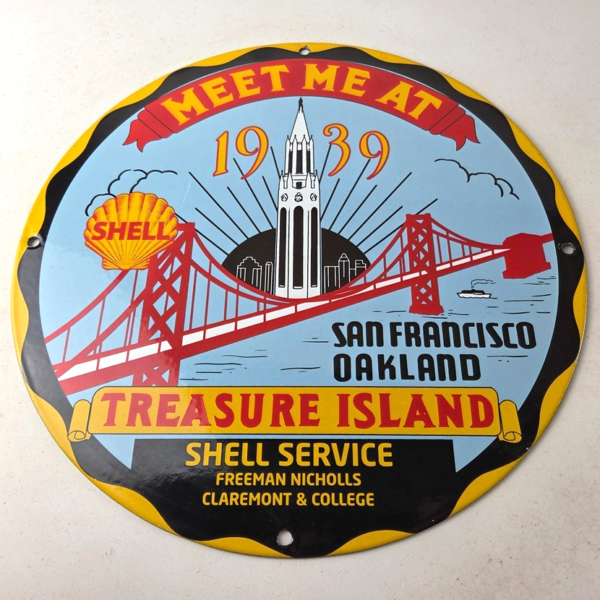 MEET ME AT
1939
SHELL
SAN FRANCISCO
OAKLAND
TREASURE ISLAND
SHELL SERVICE
FREEMAN NICHOLLS
CLAREMONT & COLLEGE